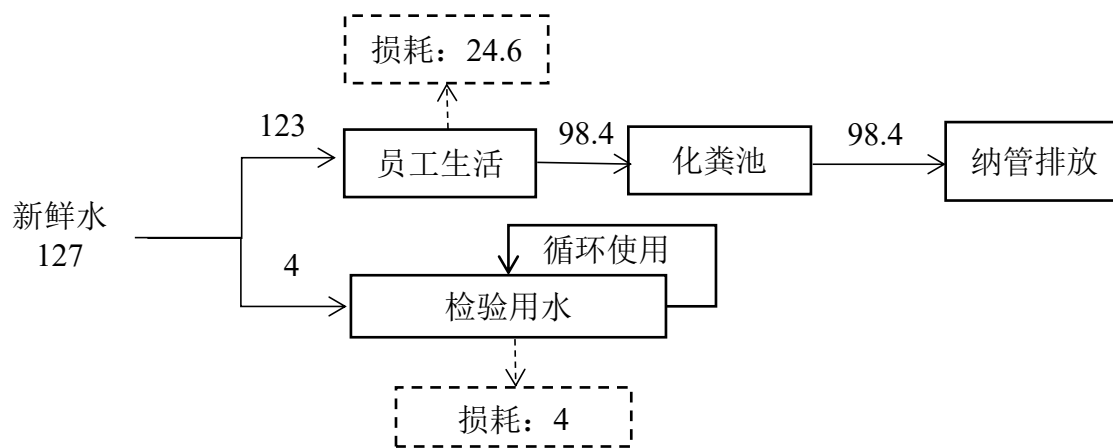 损耗：24.6
123
员工生活
98.4
化粪池
98.4
纳管排放
新鲜水
127
4
循环使用
检验用水
损耗：4